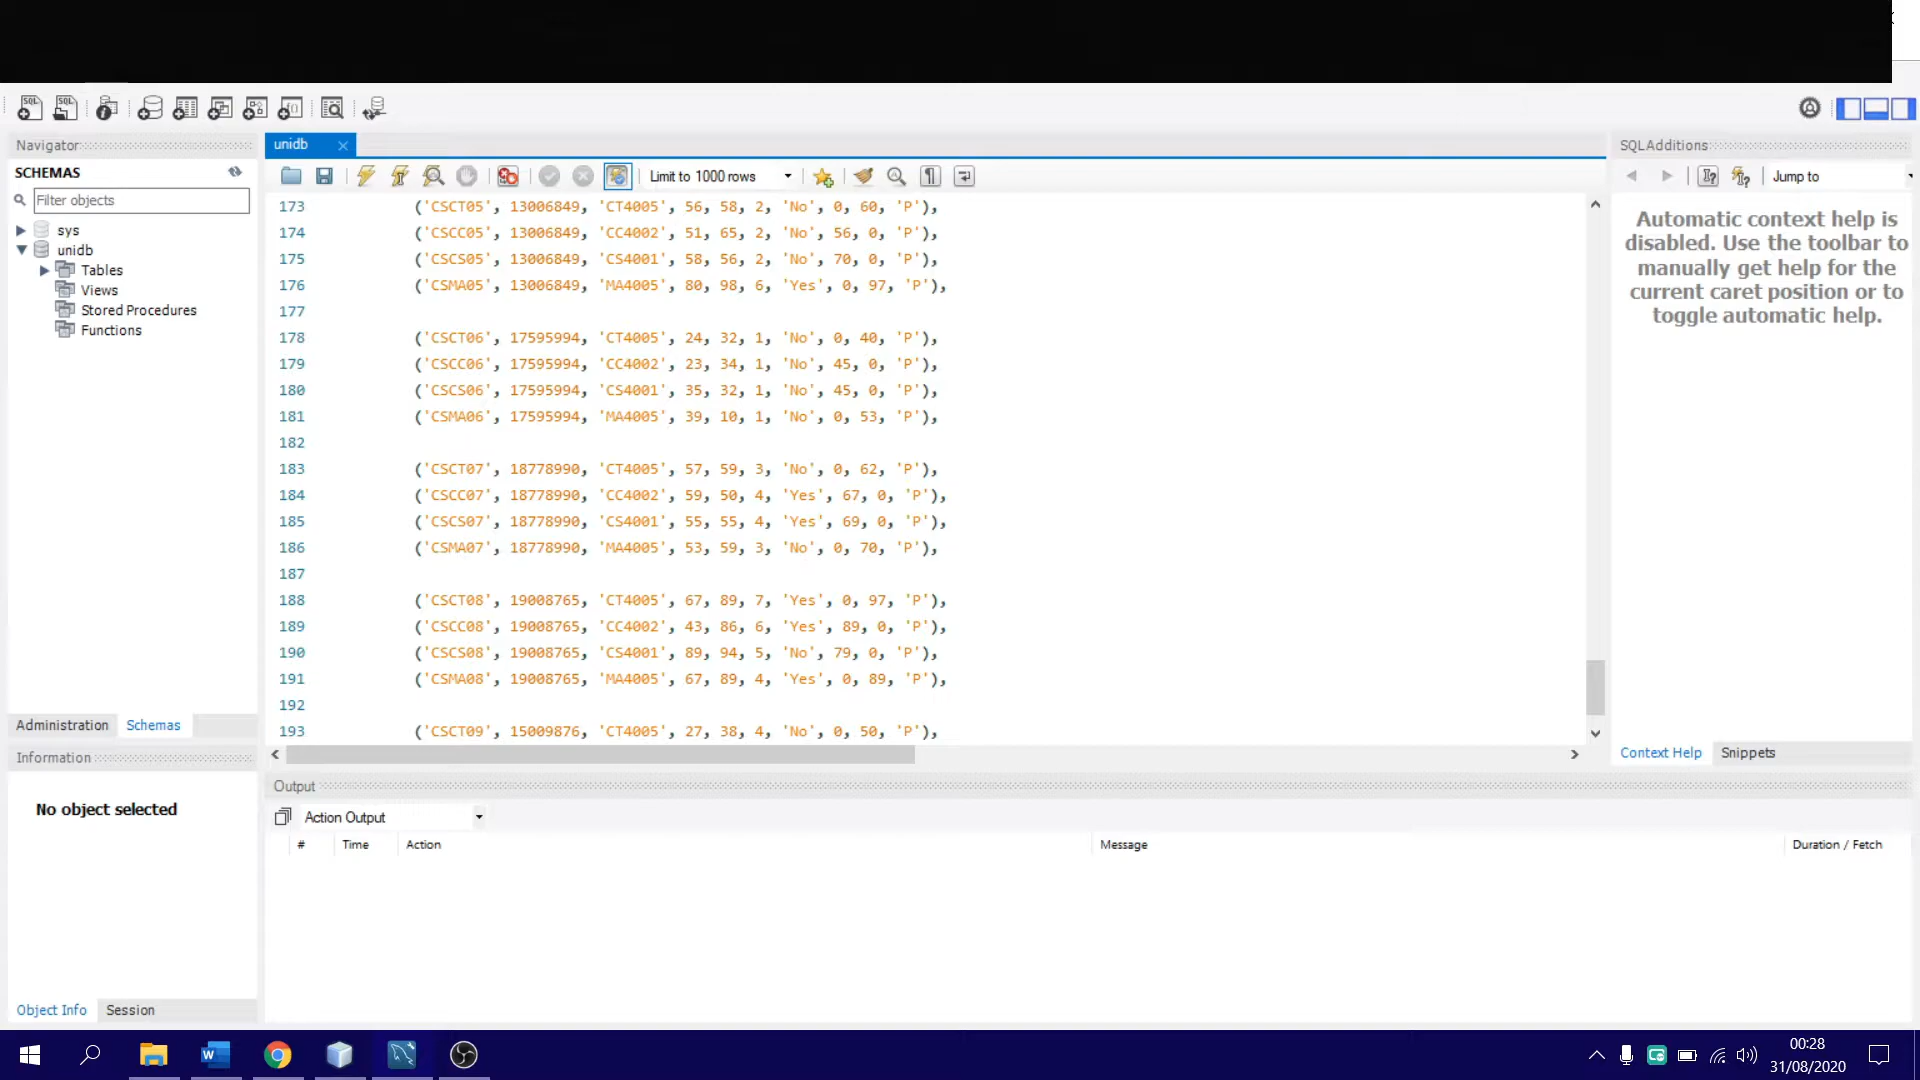 Navigator
SCHEMAS
Filter objects
sys
unidb
Tables
Views
Stored Procedures
Functions
Administration
Schemas
Information
No object selected
Object Info
Session
unidb
Limit to 1000 rows
173 ('CSCT05', 13006849, 'CT4005', 56, 58, 2, 'No', 0, 60, 'P'),
174 ('CSCC05', 13006849, 'CC4002', 51, 65, 2, 'No', 56, 0, 'P'),
175 ('CSCS05', 13006849, 'CS4001', 58, 56, 2, 'No', 70, 0, 'P'),
176 ('CSMA05', 13006849, 'MA4005', 80, 98, 6, 'Yes', 0, 97, 'P'),
177
178 ('CSCT06', 17595994, 'CT4005', 24, 32, 1, 'No', 0, 40, 'P'),
179 ('CSCC06', 17595994, 'CC4002', 23, 34, 1, 'No', 45, 0, 'P'),
180 ('CSCS06', 17595994, 'CS4001', 35, 32, 1, 'No', 45, 0, 'P'),
181 ('CSMA06', 17595994, 'MA4005', 39, 10, 1, 'No', 0, 53, 'P'),
182
183 ('CSCT07', 18778990, 'CT4005', 57, 59, 3, 'No', 0, 62, 'P'),
184 ('CSCC07', 18778990, 'CC4002', 59, 50, 4, 'Yes', 67, 0, 'P'),
185 ('CSCS07', 18778990, 'CS4001', 55, 55, 4, 'Yes', 69, 0, 'P'),
186 ('CSMA07', 18778990, 'MA4005', 53, 59, 3, 'No', 0, 70, 'P'),
187
188 ('CSCT08', 19008765, 'CT4005', 67, 89, 7, 'Yes', 0, 97, 'P'),
189 ('CSCC08', 19008765, 'CC4002', 43, 86, 6, 'Yes', 89, 0, 'P'),
190 ('CSCS08', 19008765, 'CS4001', 89, 94, 5, 'No', 79, 0, 'P'),
191 ('CSMA08', 19008765, 'MA4005', 67, 89, 4, 'Yes', 0, 89, 'P'),
192
193 ('CSCT09', 15009876, 'CT4005', 27, 38, 4, 'No', 0, 50, 'P'),
SQLAdditions
Jump to
Automatic context help is
disabled. Use the toolbar to
manually get help for the
current caret position or to
toggle automatic help.
Context Help
Snippets
Output
Action Output
# Time Action Message Duration / Fetch
00:28
31/08/2020